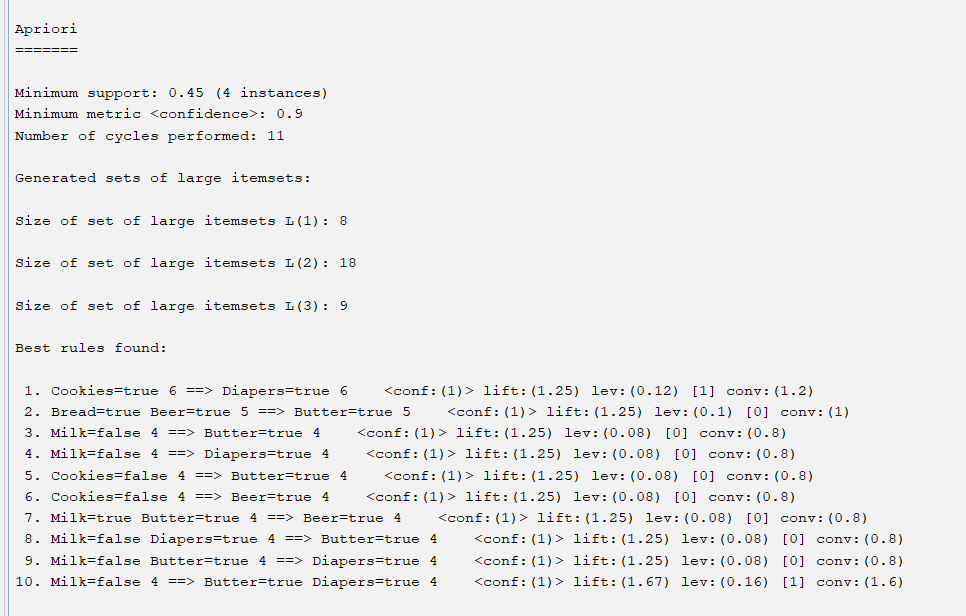 Apriori
=======
Minimum support: 0.45 (4 instances)
Minimum metric <confidence>: 0.9
Number of cycles performed: 11
Generated sets of large itemsets:
Size of set of large itemsets L(1): 8
Size of set of large itemsets L(2): 18
Size of set of large itemsets L(3): 9
Best rules found:
1. Cookies=true 6 ==> Diapers=true 6    <conf:(1)> lift:(1.25) lev:(0.12) [1] conv:(1.2)
2. Bread=true Beer=true 5 ==> Butter=true 5    <conf:(1)> lift:(1.25) lev:(0.1) [0] conv:(1)
3. Milk=false 4 ==> Butter=true 4    <conf:(1)> lift:(1.25) lev:(0.08) [0] conv:(0.8)
4. Milk=false 4 ==> Diapers=true 4    <conf:(1)> lift:(1.25) lev:(0.08) [0] conv:(0.8)
5. Cookies=false 4 ==> Butter=true 4    <conf:(1)> lift:(1.25) lev:(0.08) [0] conv:(0.8)
6. Cookies=false 4 ==> Beer=true 4    <conf:(1)> lift:(1.25) lev:(0.08) [0] conv:(0.8)
7. Milk=true Butter=true 4 ==> Beer=true 4    <conf:(1)> lift:(1.25) lev:(0.08) [0] conv:(0.8)
8. Milk=false Diapers=true 4 ==> Butter=true 4    <conf:(1)> lift:(1.25) lev:(0.08) [0] conv:(0.8)
9. Milk=false Butter=true 4 ==> Diapers=true 4    <conf:(1)> lift:(1.25) lev:(0.08) [0] conv:(0.8)
10. Milk=false 4 ==> Butter=true Diapers=true 4    <conf:(1)> lift:(1.67) lev:(0.16) [1] conv:(1.6)